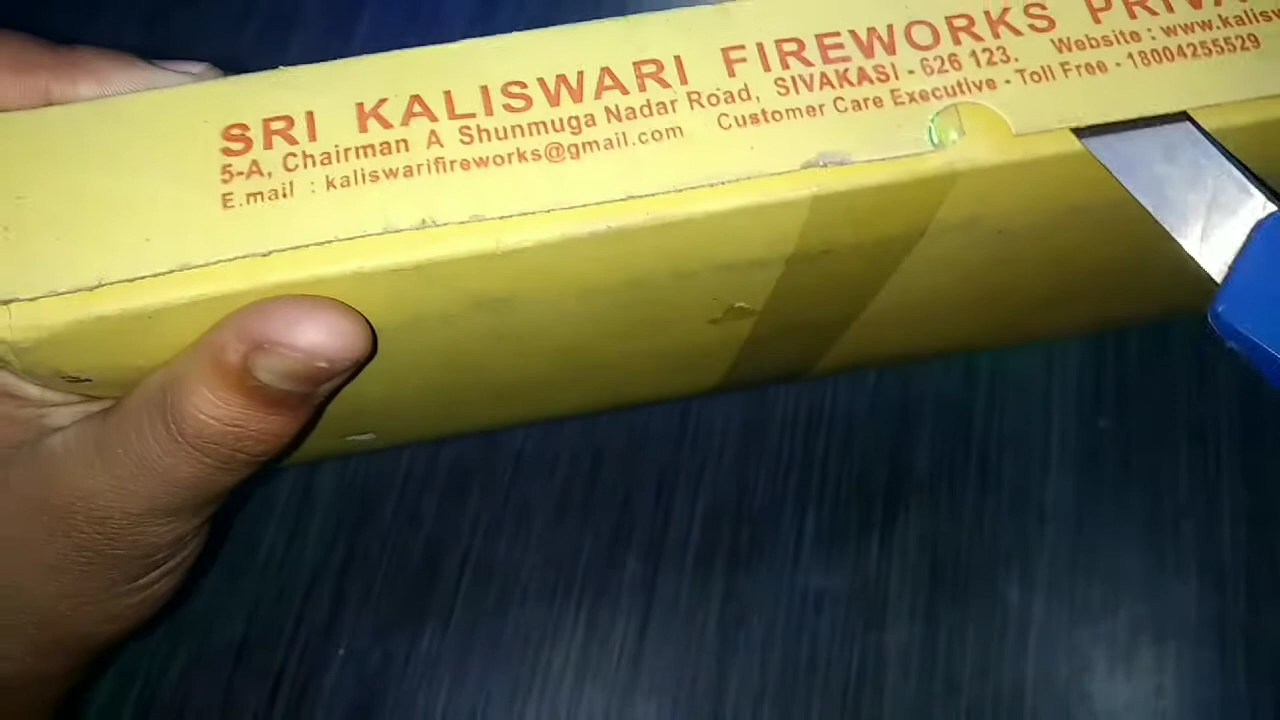 SRI KALISWARI FIREWORKS
5-A, Chairman A Shunmuga Nadar Road, SIVAKASI - 626 123. Website : www.kalis
E.mail : kaliswarifireworks@gmail.com Customer Care Executive - Toll Free - 18004255529